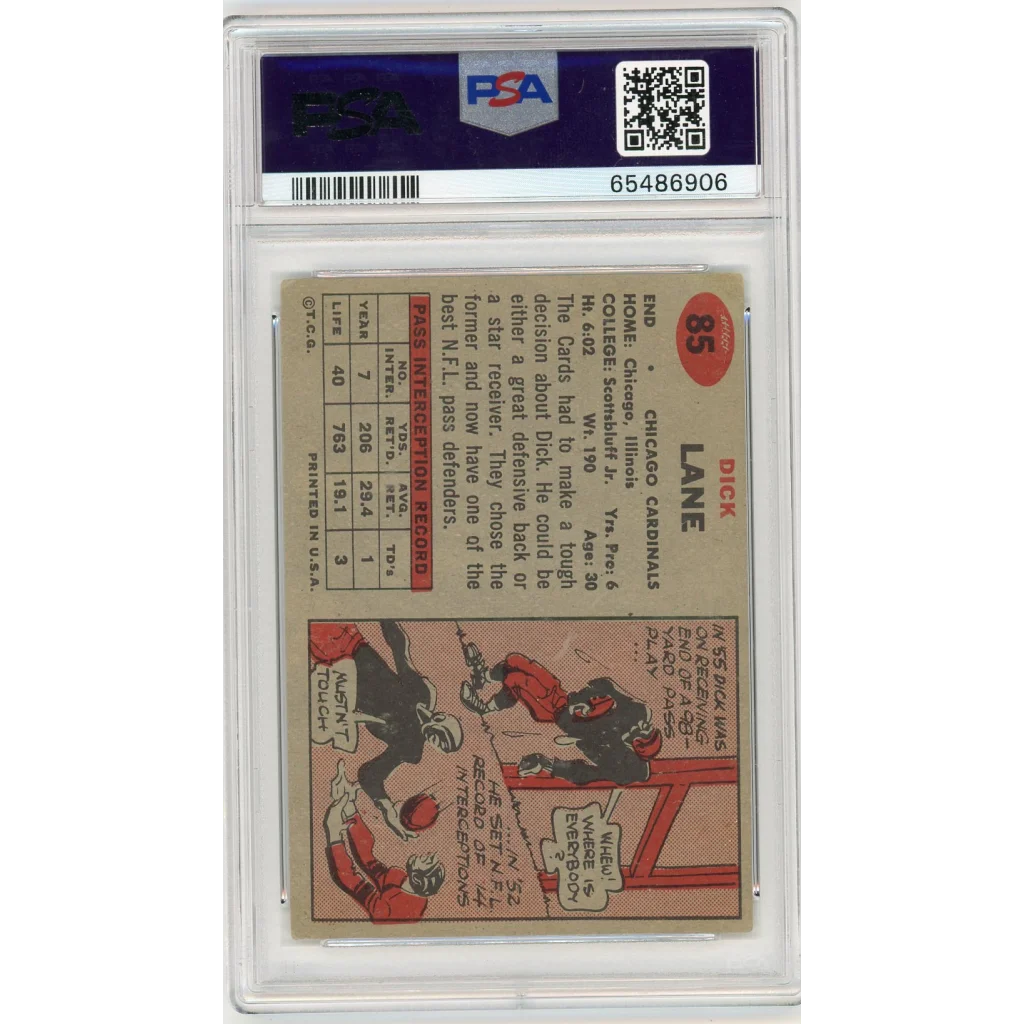 PSA
PSA
65486906
85
DICK
LANE
END • CHICAGO CARDINALS
HOME: Chicago, Illinois
COLLEGE: Scottsbluff Jr. Yrs. Pro: 6
Ht. 6:02 Wt. 190 Age: 30
The Cards had to make a tough
decision about Dick. He could be
either a great defensive back or
a star receiver. They chose the
former and now have one of the
best N.F.L. pass defenders.
PASS INTERCEPTION RECORD
NO. INTER. YDS. RET'D. AVG. RET. TD's
YEAR 7 206 29.4 1
LIFE 40 763 19.1 3
©T.C.G. PRINTED IN U.S.A.
IN '55 DICK WAS
ON RECEIVING
END OF A 98-
YARD PASS
PLAY
...
WHEW!
WHERE IS
EVERYBODY
?
...IN '52
HE SET N.F.L.
RECORD OF 14
INTERCEPTIONS
MUSTN'T
TOUCH